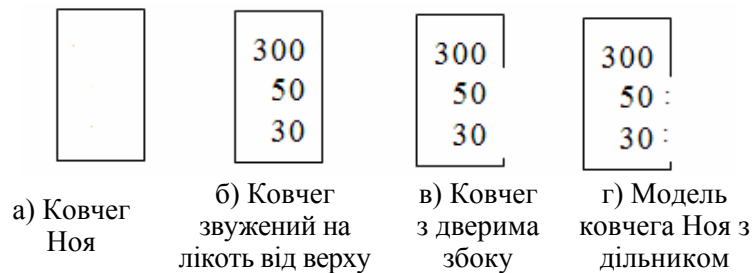 300
50
30
300
50
30
300
50 :
30 :
а) Ковчег
Ноя
б) Ковчег
звужений на
лікоть від верху
в) Ковчег
з дверима
збоку
г) Модель
ковчега Ноя з
дільником